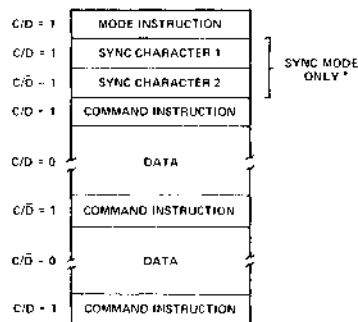 C/D = 1 MODE INSTRUCTION
C/D = 1 SYNC CHARACTER 1
C/D̅ - 1 SYNC CHARACTER 2
SYNC MODE
ONLY *
C/D - 1 COMMAND INSTRUCTION
C/D = 0 DATA
C/D̅ = 1 COMMAND INSTRUCTION
C/D̅ - 0 DATA
C/D = 1 COMMAND INSTRUCTION